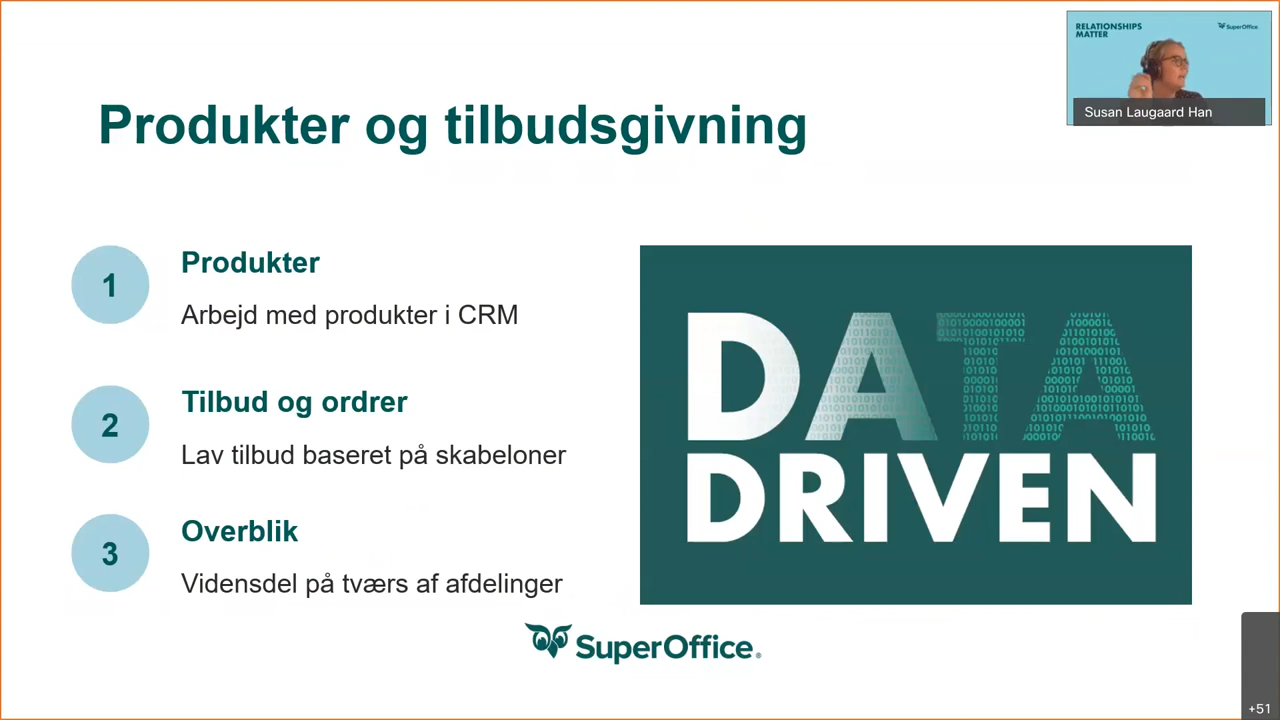 RELATIONSHIPS
MATTER
SuperOffice
Susan Laugaard Han
Produkter og tilbudsgivning
1
Produkter
Arbejd med produkter i CRM
2
Tilbud og ordrer
Lav tilbud baseret på skabeloner
3
Overblik
Vidensdel på tværs af afdelinger
DATA
DRIVEN
SuperOffice®
+51